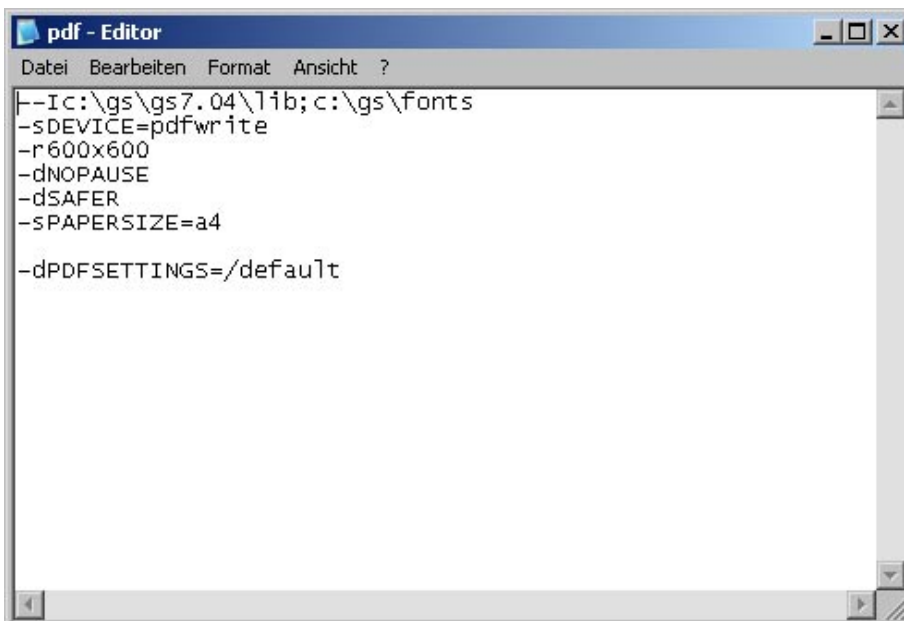 pdf - Editor
Datei Bearbeiten Format Ansicht ?
--Ic:\gs\gs7.04\lib;c:\gs\fonts
-sDEVICE=pdfwrite
-r600x600
-dNOPAUSE
-dSAFER
-sPAPERSIZE=a4
-dPDFSETTINGS=/default